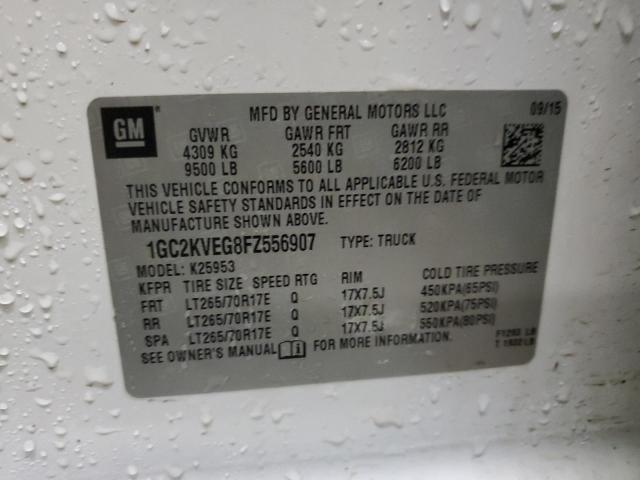 GM ®
MFD BY GENERAL MOTORS LLC 09/15
GVWR GAWR FRT GAWR RR
4309 KG 2540 KG 2812 KG
9500 LB 5600 LB 6200 LB
THIS VEHICLE CONFORMS TO ALL APPLICABLE U.S. FEDERAL MOTOR
VEHICLE SAFETY STANDARDS IN EFFECT ON THE DATE OF
MANUFACTURE SHOWN ABOVE.
1GC2KVEG8FZ556907 TYPE: TRUCK
MODEL: K25953
KFPR TIRE SIZE SPEED RTG RIM COLD TIRE PRESSURE
FRT LT265/70R17E Q 17X7.5J 450KPA(65PSI)
RR LT265/70R17E Q 17X7.5J 520KPA(75PSI)
SPA LT265/70R17E Q 17X7.5J 550KPA(80PSI)
SEE OWNER'S MANUAL FOR MORE INFORMATION.
LB
LB